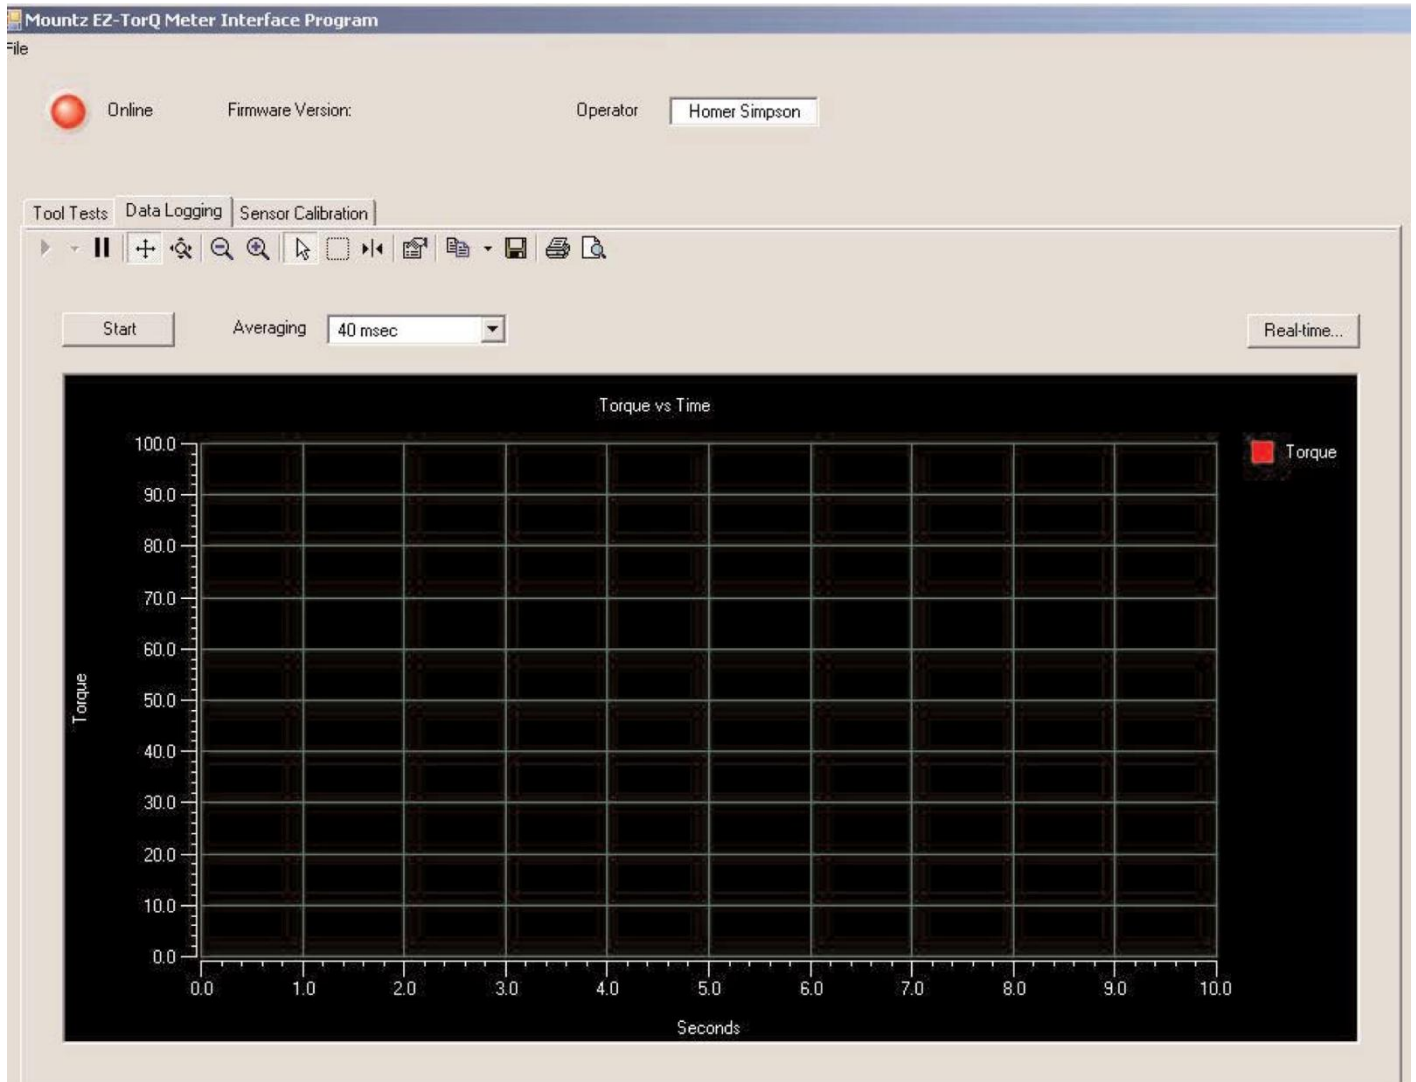 Mountz EZ-TorQ Meter Interface Program
File
Online Firmware Version: Operator Homer Simpson
Tool Tests Data Logging Sensor Calibration
Start Averaging 40 msec Real-time...
Torque vs Time
100.0
Torque
90.0
80.0
70.0
60.0
50.0
Torque
40.0
30.0
20.0
10.0
0.0
0.0 1.0 2.0 3.0 4.0 5.0 6.0 7.0 8.0 9.0 10.0
Seconds